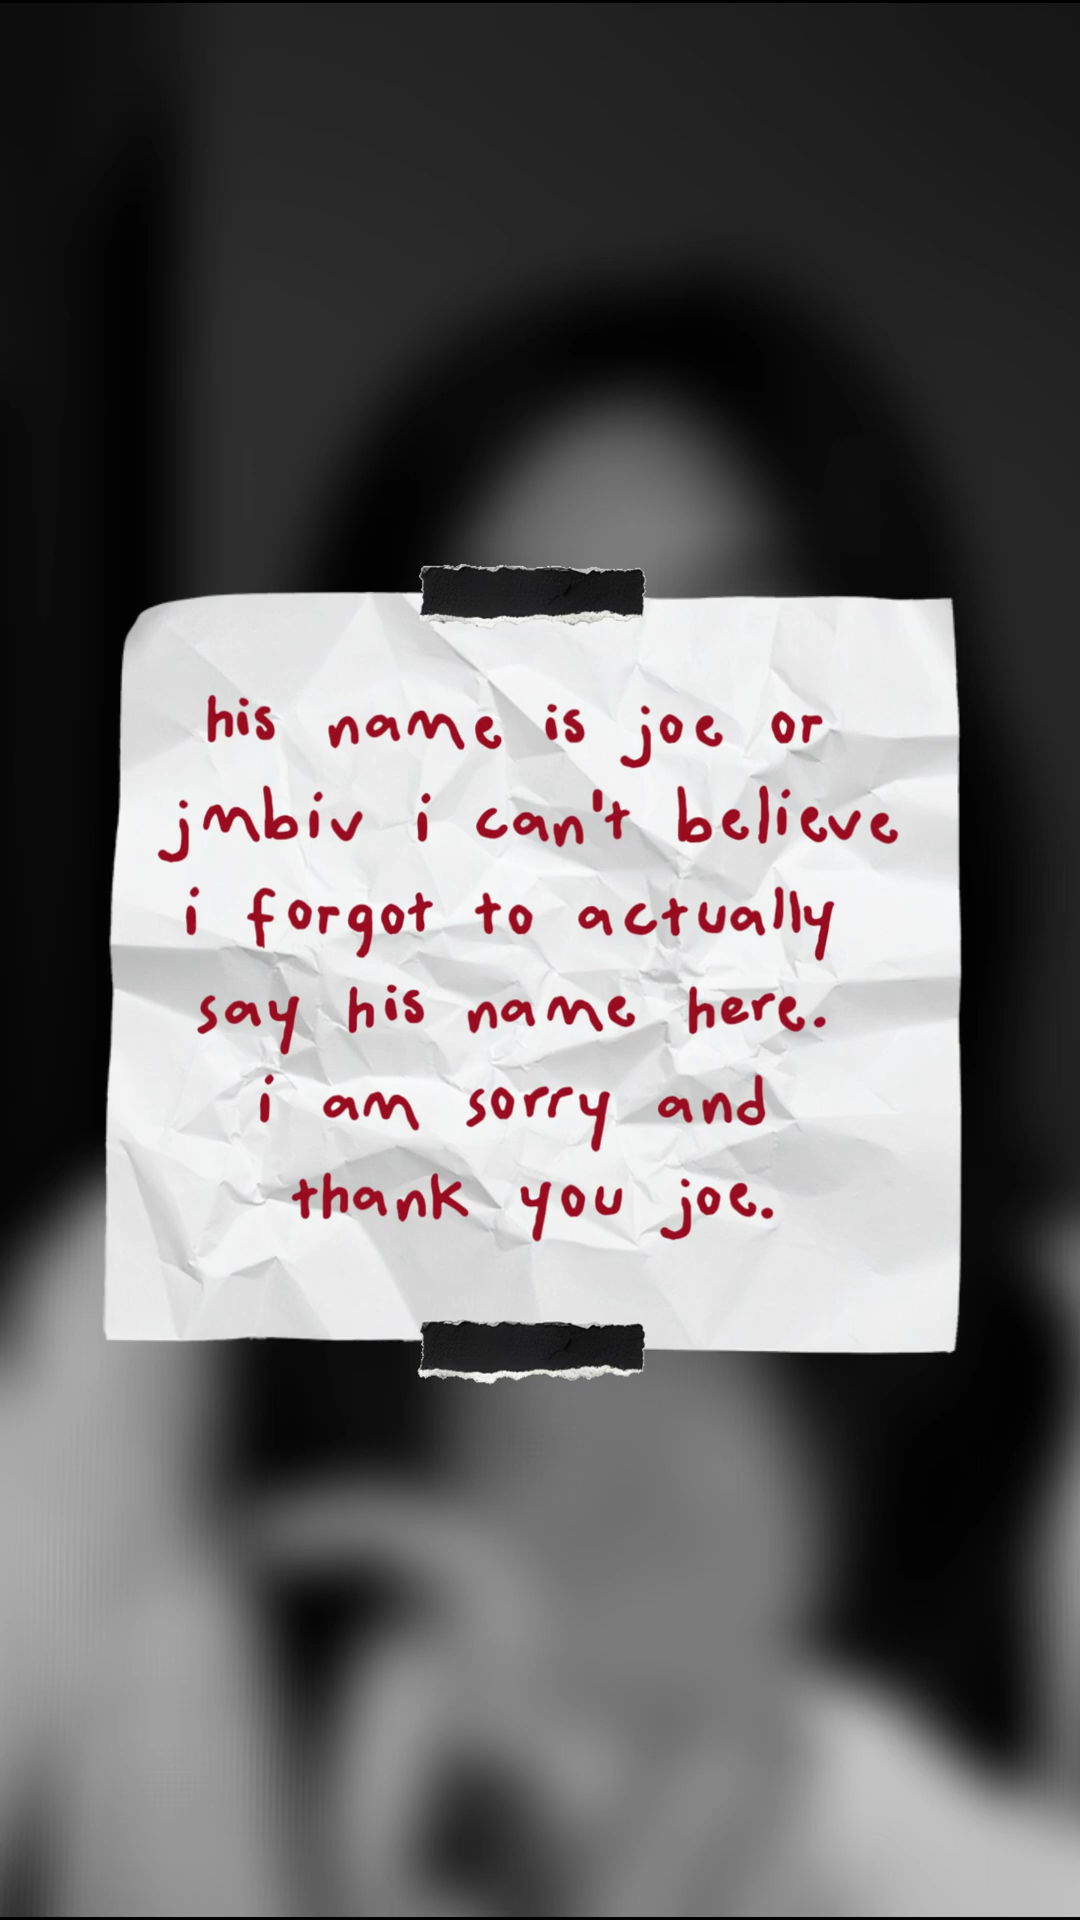 his name is joe or
jmbiv i can't believe
i forgot to actually
say his name here.
i am sorry and
thank you joe.